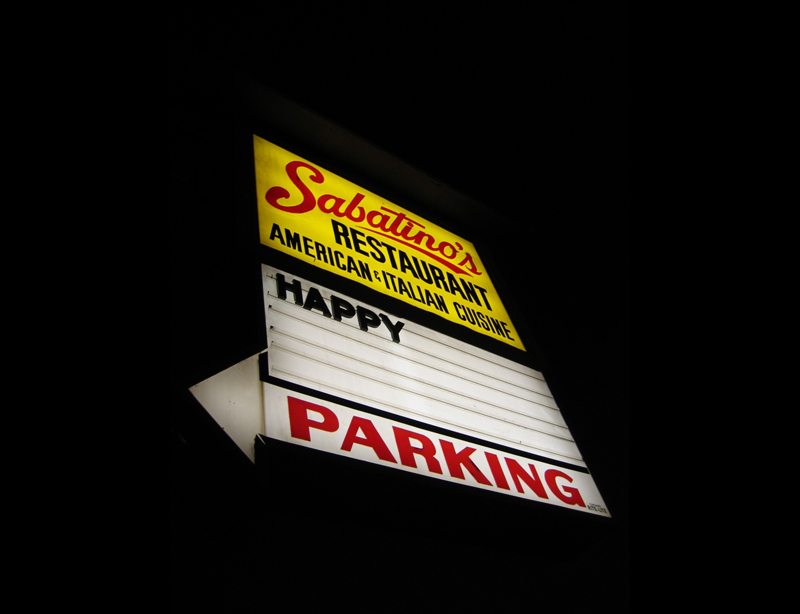 Sabatino's
RESTAURANT
AMERICAN & ITALIAN CUISINE
HAPPY
PARKING